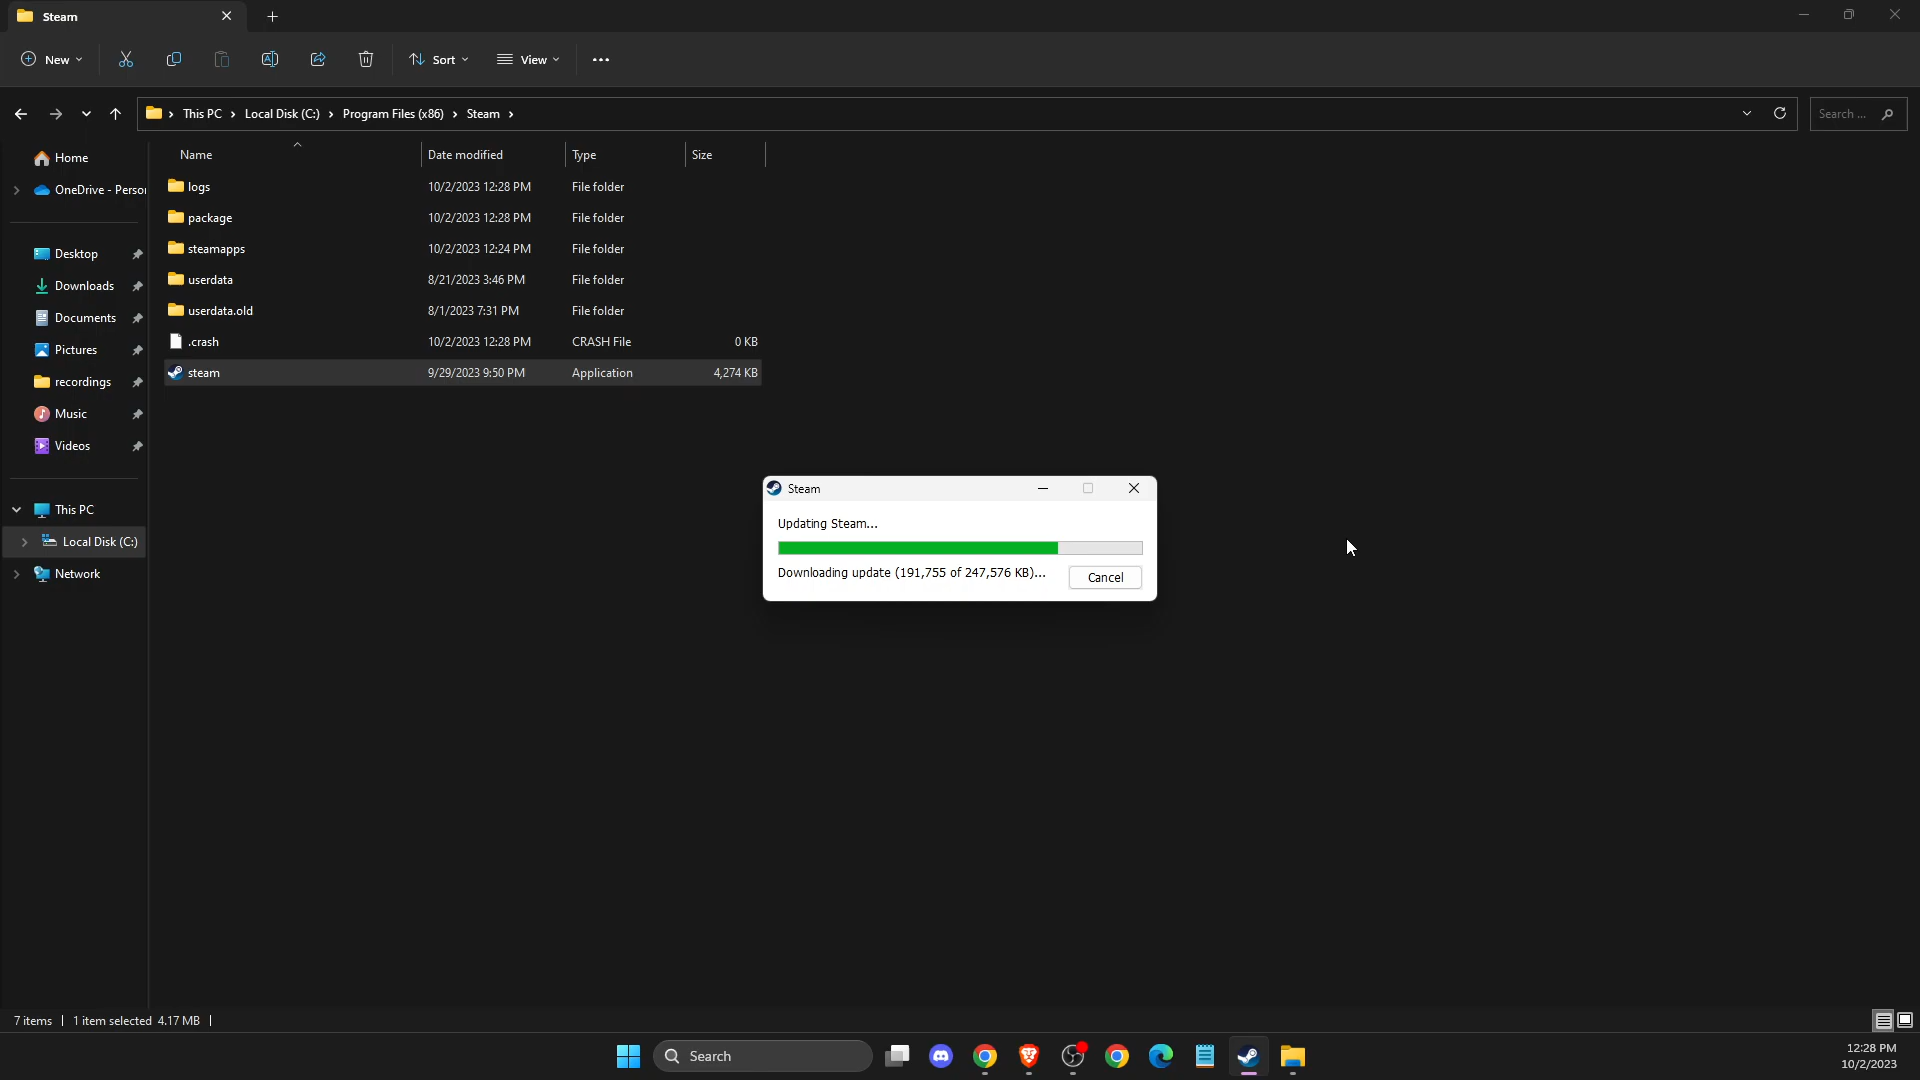 Steam
New
Sort
View
This PC
Local Disk (C:)
Program Files (x86)
Steam
Search ...
Name
Date modified
Type
Size
Home
OneDrive - Person
Desktop
Downloads
Documents
Pictures
recordings
Music
Videos
This PC
Local Disk (C:)
Network
logs 10/2/2023 12:28 PM File folder
package 10/2/2023 12:28 PM File folder
steamapps 10/2/2023 12:24 PM File folder
userdata 8/21/2023 3:46 PM File folder
userdata.old 8/1/2023 7:31 PM File folder
.crash 10/2/2023 12:28 PM CRASH File 0 KB
steam 9/29/2023 9:50 PM Application 4,274 KB
Steam
Updating Steam...
Downloading update (191,755 of 247,576 KB)...
Cancel
7 items
1 item selected 4.17 MB
Search
12:28 PM
10/2/2023